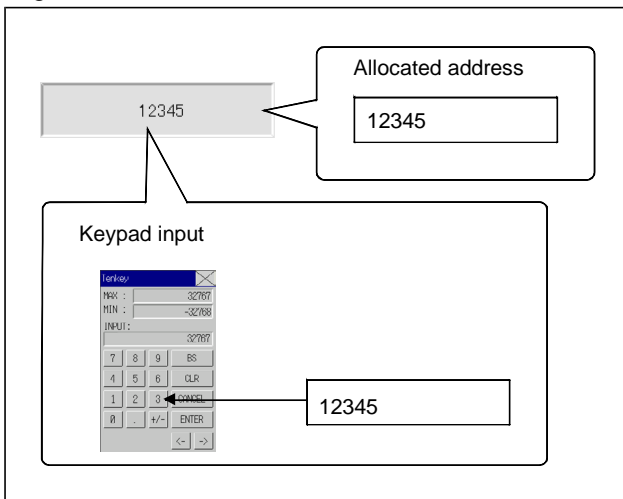 Allocated address
12345
12345
Keypad input
Tenkey
MAX : 32767
MIN : -32768
INPUT:
32767
7 8 9 BS
4 5 6 CLR
1 2 3 CANCEL
0 . +/- ENTER
<- ->
12345